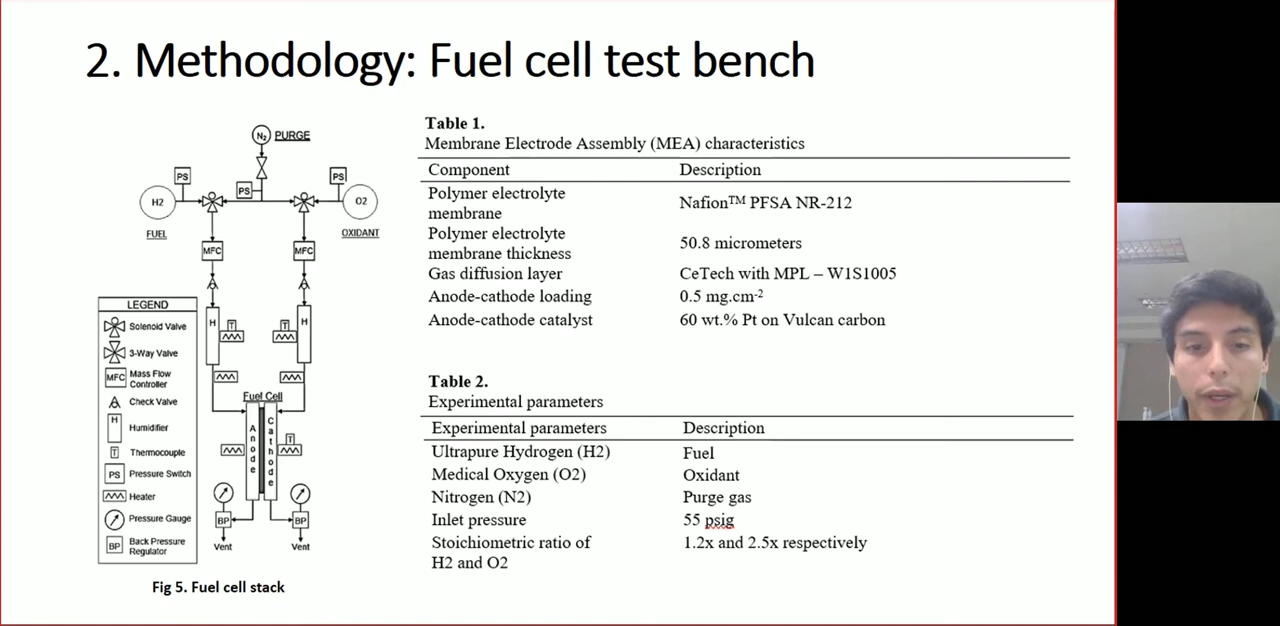 2. Methodology: Fuel cell test bench
N2 PURGE
PS
PS
PS
H2
O2
FUEL
OXIDANT
MFC
MFC
H
T
T
H
Fuel Cell
Anode
Cathode
T
BP
BP
Vent
Vent
LEGEND
Solenoid Valve
3-Way Valve
MFC Mass Flow
Controller
Check Valve
H
Humidifier
T Thermocouple
PS Pressure Switch
Heater
Pressure Gauge
BP Back Pressure
Regulator
Fig 5. Fuel cell stack
Table 1.
Membrane Electrode Assembly (MEA) characteristics
Component Description
Polymer electrolyte
membrane
Nafion™ PFSA NR-212
Polymer electrolyte
membrane thickness
50.8 micrometers
Gas diffusion layer CeTech with MPL – W1S1005
Anode-cathode loading 0.5 mg.cm-2
Anode-cathode catalyst 60 wt.% Pt on Vulcan carbon
Table 2.
Experimental parameters
Experimental parameters Description
Ultrapure Hydrogen (H2) Fuel
Medical Oxygen (O2) Oxidant
Nitrogen (N2) Purge gas
Inlet pressure 55 psig
Stoichiometric ratio of
H2 and O2
1.2x and 2.5x respectively